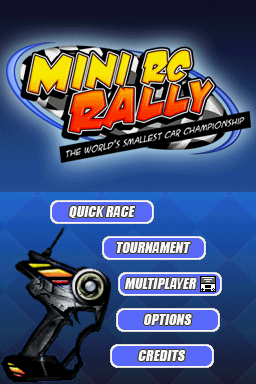 MINI RC
RALLY
THE WORLD'S SMALLEST CAR CHAMPIONSHIP
QUICK RACE
TOURNAMENT
MULTIPLAYER
OPTIONS
CREDITS